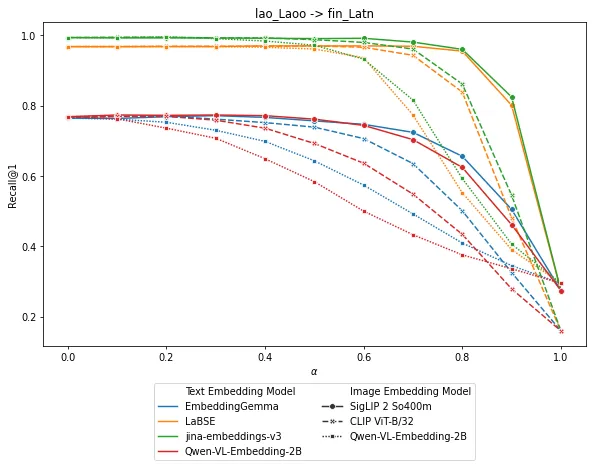 lao_Laoo -> fin_Latn
1.0
0.8
0.6
0.4
0.2
Recall@1
0.0 0.2 0.4 0.6 0.8 1.0
α
Text Embedding Model Image Embedding Model
EmbeddingGemma SigLIP 2 So400m
LaBSE CLIP ViT-B/32
jina-embeddings-v3 Qwen-VL-Embedding-2B
Qwen-VL-Embedding-2B